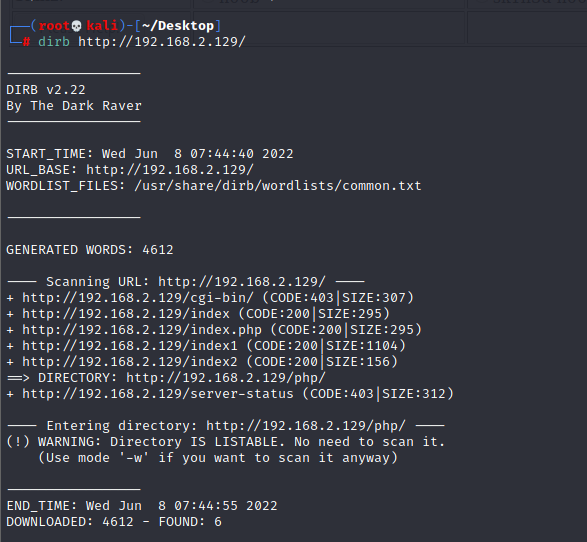 ┌──(root💀kali)-[~/Desktop]
└─# dirb http://192.168.2.129/
-----------------
DIRB v2.22
By The Dark Raver
-----------------
START_TIME: Wed Jun  8 07:44:40 2022
URL_BASE: http://192.168.2.129/
WORDLIST_FILES: /usr/share/dirb/wordlists/common.txt
-----------------
GENERATED WORDS: 4612
---- Scanning URL: http://192.168.2.129/ ----
+ http://192.168.2.129/cgi-bin/ (CODE:403|SIZE:307)
+ http://192.168.2.129/index (CODE:200|SIZE:295)
+ http://192.168.2.129/index.php (CODE:200|SIZE:295)
+ http://192.168.2.129/index1 (CODE:200|SIZE:1104)
+ http://192.168.2.129/index2 (CODE:200|SIZE:156)
==> DIRECTORY: http://192.168.2.129/php/
+ http://192.168.2.129/server-status (CODE:403|SIZE:312)
---- Entering directory: http://192.168.2.129/php/ ----
(!) WARNING: Directory IS LISTABLE. No need to scan it.
    (Use mode '-w' if you want to scan it anyway)
-----------------
END_TIME: Wed Jun  8 07:44:55 2022
DOWNLOADED: 4612 - FOUND: 6